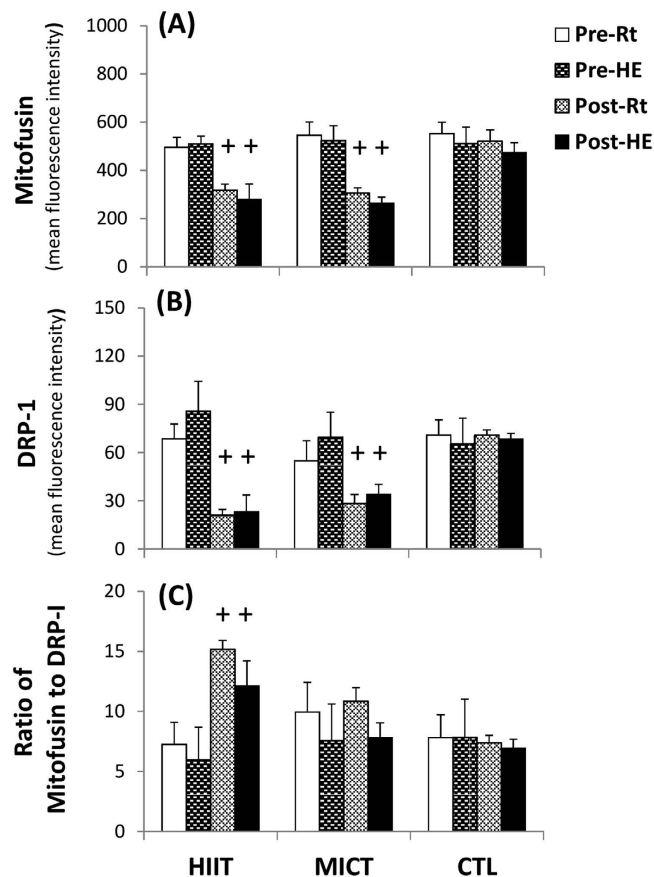 (A)
1000
800
600
400
200
0
Mitofusin
(mean fluorescence intensity)
+ +
+ +
Pre-Rt
Pre-HE
Post-Rt
Post-HE
(B)
150
120
90
60
30
0
DRP-1
(mean fluorescence intensity)
+ +
+ +
(C)
20
15
10
5
0
Ratio of
Mitofusin to DRP-I
+ +
HIIT MICT CTL